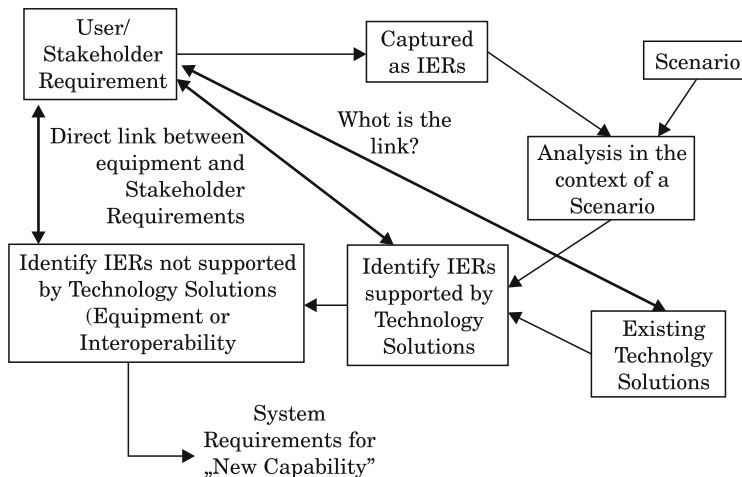 User/
Stakeholder
Requirement
Captured
as IERs
Scenario
Direct link between
equipment and
Stakeholder
Requirements
Whot is the
link?
Analysis in the
context of a
Scenario
Identify IERs not supported
by Technology Solutions
(Equipment or
Interoperability
Identify IERs
supported by
Technology
Solutions
Existing
Technolgy
Solutions
System
Requirements for
„New Capability”